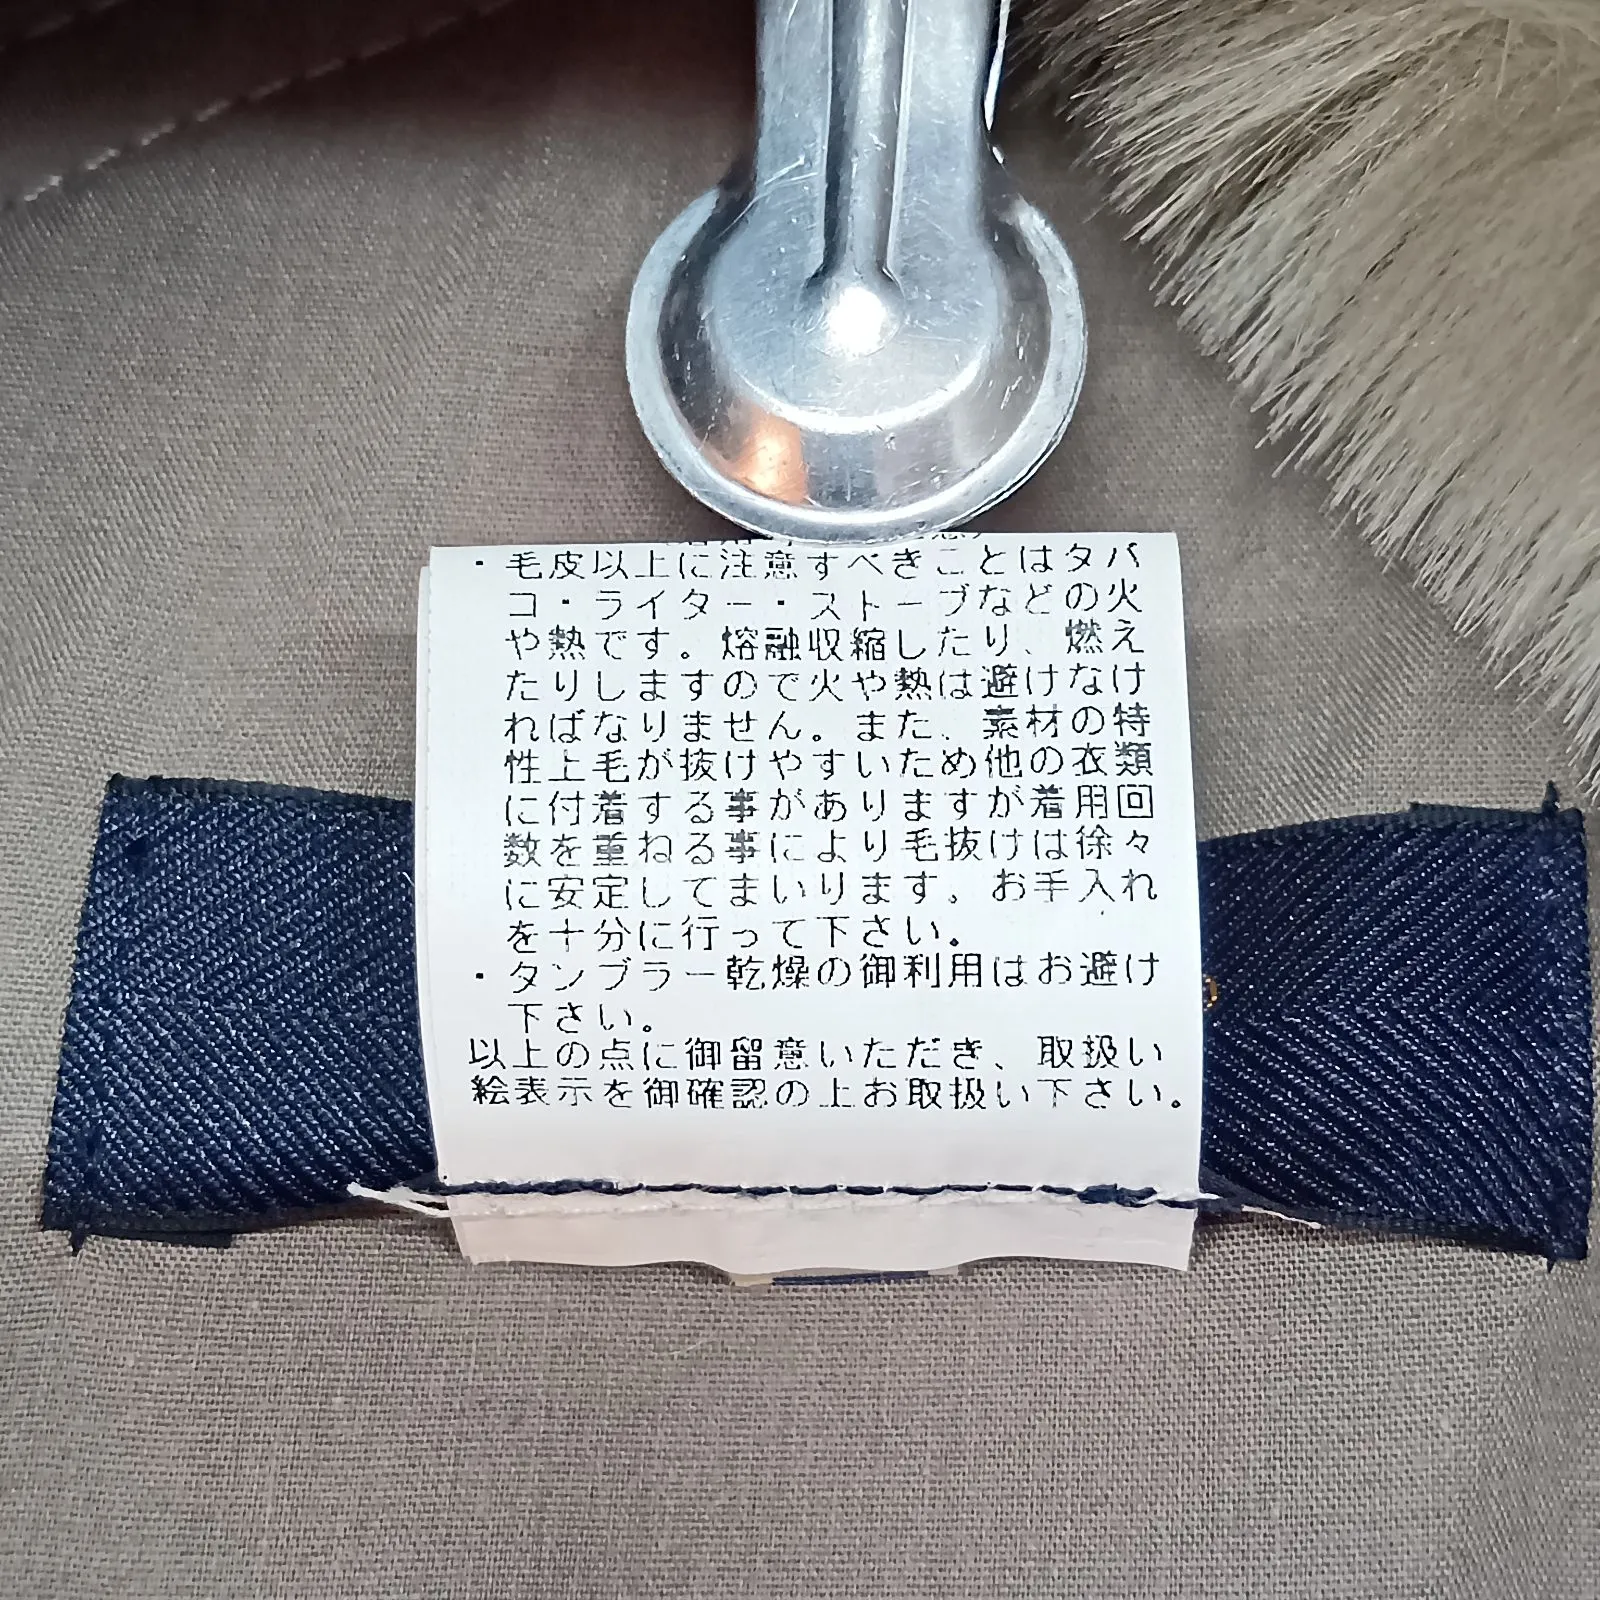 ・毛皮以上に注意すべきことはタバ
コ・ライター・ストーブなどの火
や熱です。熔融収縮したり、燃え
たりしますので火や熱は避けなけ
ればなりません。また、素材の特
性上毛が抜けやすいため他の衣類
に付着する事がありますが着用回
数を重ねる事により毛抜けは徐々
に安定してまいります。お手入れ
を十分に行って下さい。
・タンブラー乾燥の御利用はお避け
下さい。
以上の点に御留意いただき、取扱い
絵表示を御確認の上お取扱い下さい。